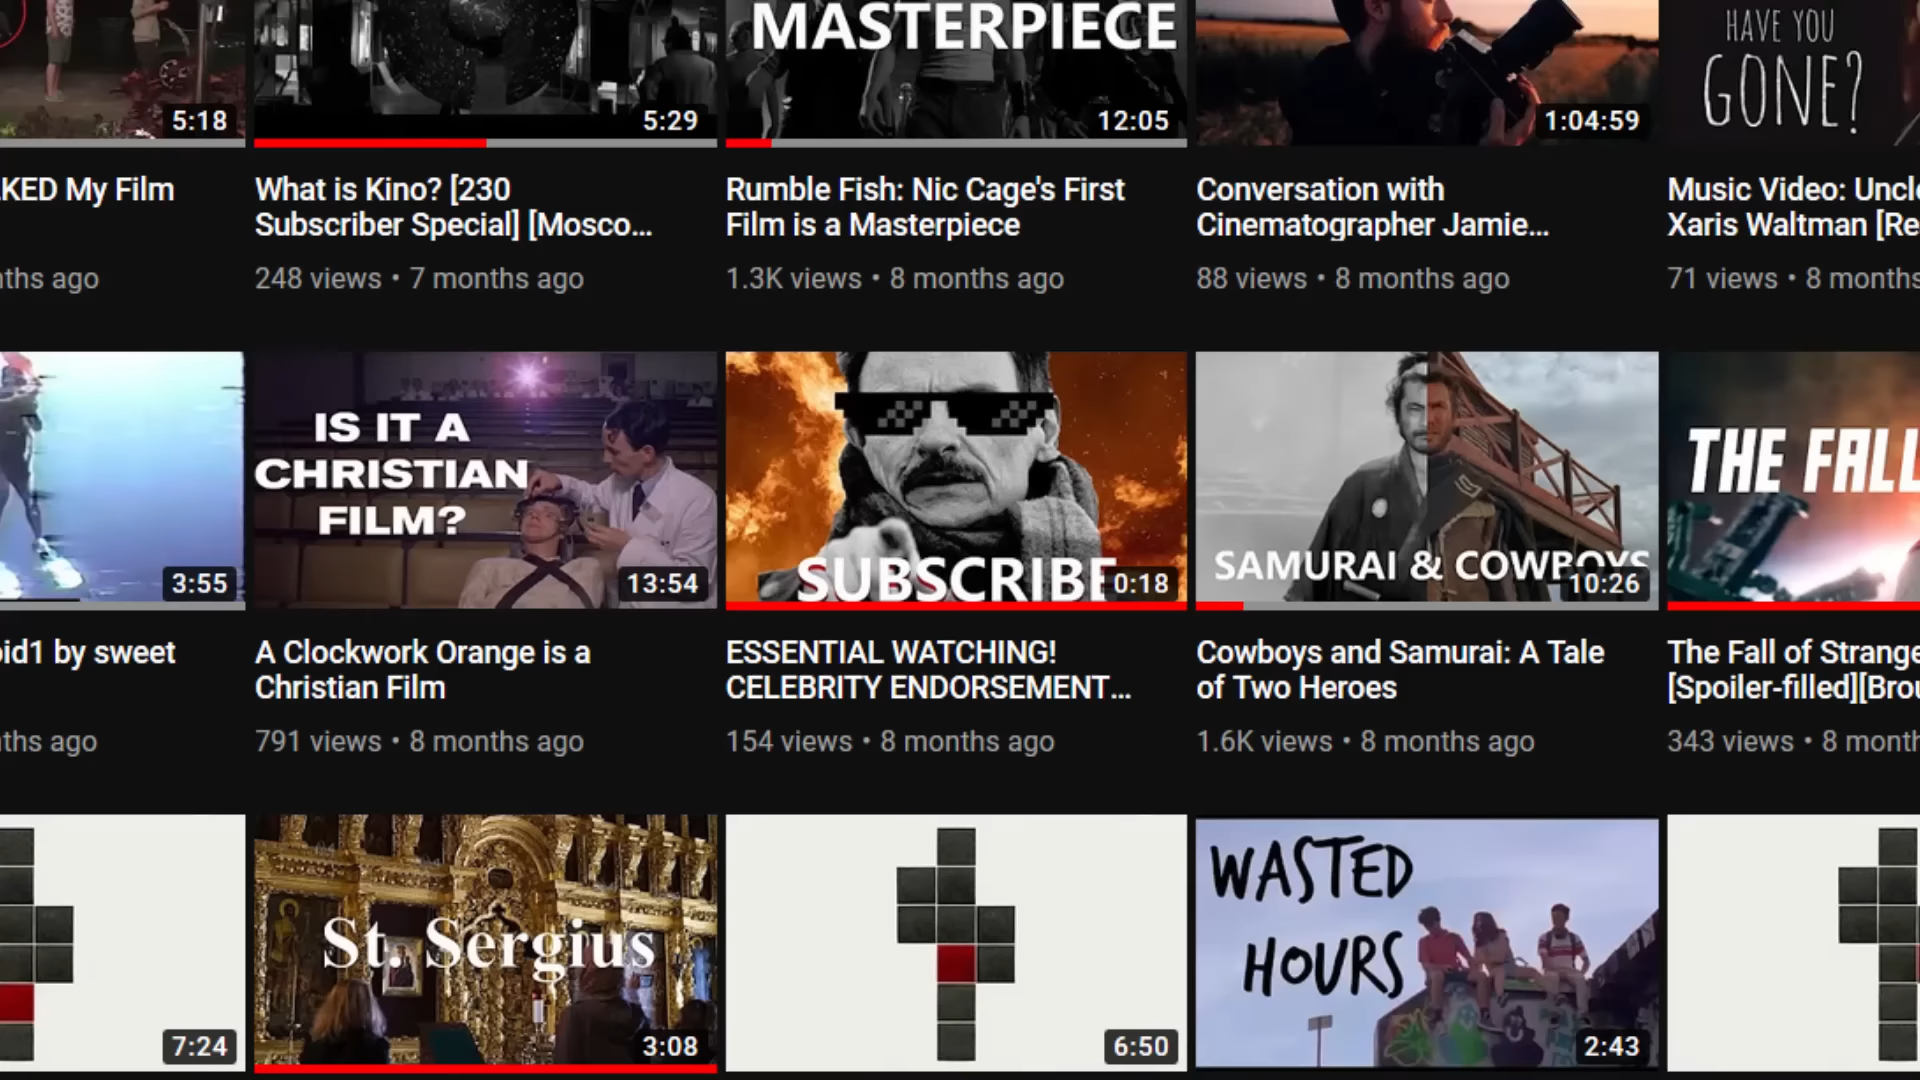 MASTERPIECE
HAVE YOU
GONE?
5:18
5:29
12:05
1:04:59
KED My Film
What is Kino? [230
Subscriber Special] [Mosco...
Rumble Fish: Nic Cage's First
Film is a Masterpiece
Conversation with
Cinematographer Jamie...
Music Video: Uncle
Xaris Waltman [Re
ths ago
248 views • 7 months ago
1.3K views • 8 months ago
88 views • 8 months ago
71 views • 8 months
IS IT A
CHRISTIAN
FILM?
SUBSCRIBE
SAMURAI & COWBOYS
THE FALL
3:55
13:54
0:18
10:26
id1 by sweet
A Clockwork Orange is a
Christian Film
ESSENTIAL WATCHING!
CELEBRITY ENDORSEMENT...
Cowboys and Samurai: A Tale
of Two Heroes
The Fall of Strange
[Spoiler-filled][Brou
ths ago
791 views • 8 months ago
154 views • 8 months ago
1.6K views • 8 months ago
343 views • 8 month
St. Sergius
WASTED
HOURS
7:24
3:08
6:50
2:43